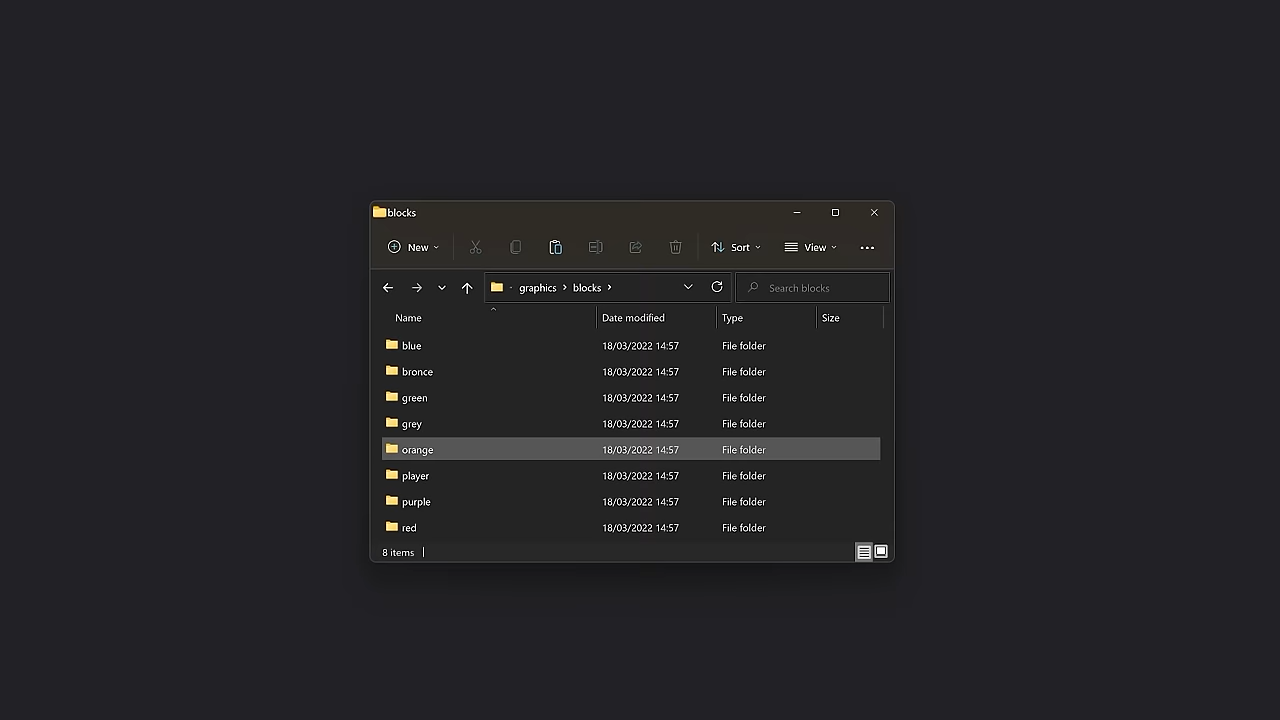 blocks
New Sort View
graphics blocks Search blocks
Name Date modified Type Size
blue 18/03/2022 14:57 File folder
bronce 18/03/2022 14:57 File folder
green 18/03/2022 14:57 File folder
grey 18/03/2022 14:57 File folder
orange 18/03/2022 14:57 File folder
player 18/03/2022 14:57 File folder
purple 18/03/2022 14:57 File folder
red 18/03/2022 14:57 File folder
8 items